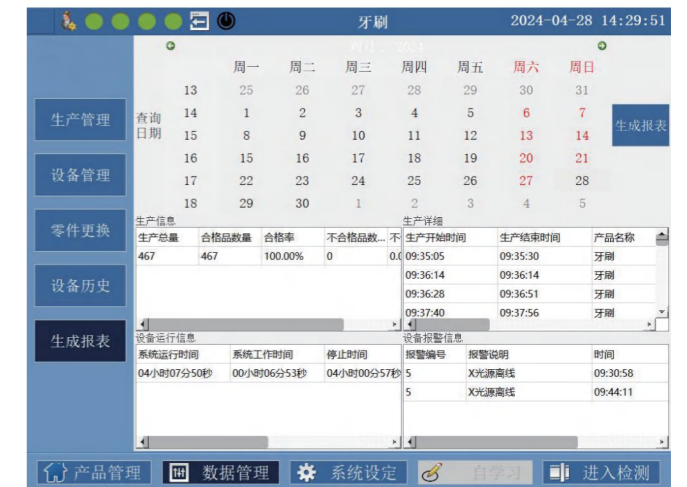 牙刷 2024-04-28 14:29:51
四月, 2024
周一 周二 周三 周四 周五 周六 周日
13 25 26 27 28 29 30 31
14 1 2 3 4 5 6 7
15 8 9 10 11 12 13 14
16 15 16 17 18 19 20 21
17 22 23 24 25 26 27 28
18 29 30 1 2 3 4 5
查询
日期
生成报表
生产管理
设备管理
零件更换
设备历史
生成报表
生产信息
生产总量 合格品数量 合格率 不合格品数... 不
467 467 100.00% 0 0.0
生产详细
生产开始时间 生产结束时间 产品名称
09:35:05 09:35:30 牙刷
09:36:14 09:36:14 牙刷
09:36:28 09:36:51 牙刷
09:37:40 09:37:56 牙刷
设备运行信息
系统运行时间 系统工作时间 停止时间
04小时07分50秒 00小时06分53秒 04小时00分57秒
设备报警信息
报警编号 报警说明 时间
5 X光源离线 09:30:58
5 X光源离线 09:44:11
产品管理 数据管理 系统设定 自学习 进入检测